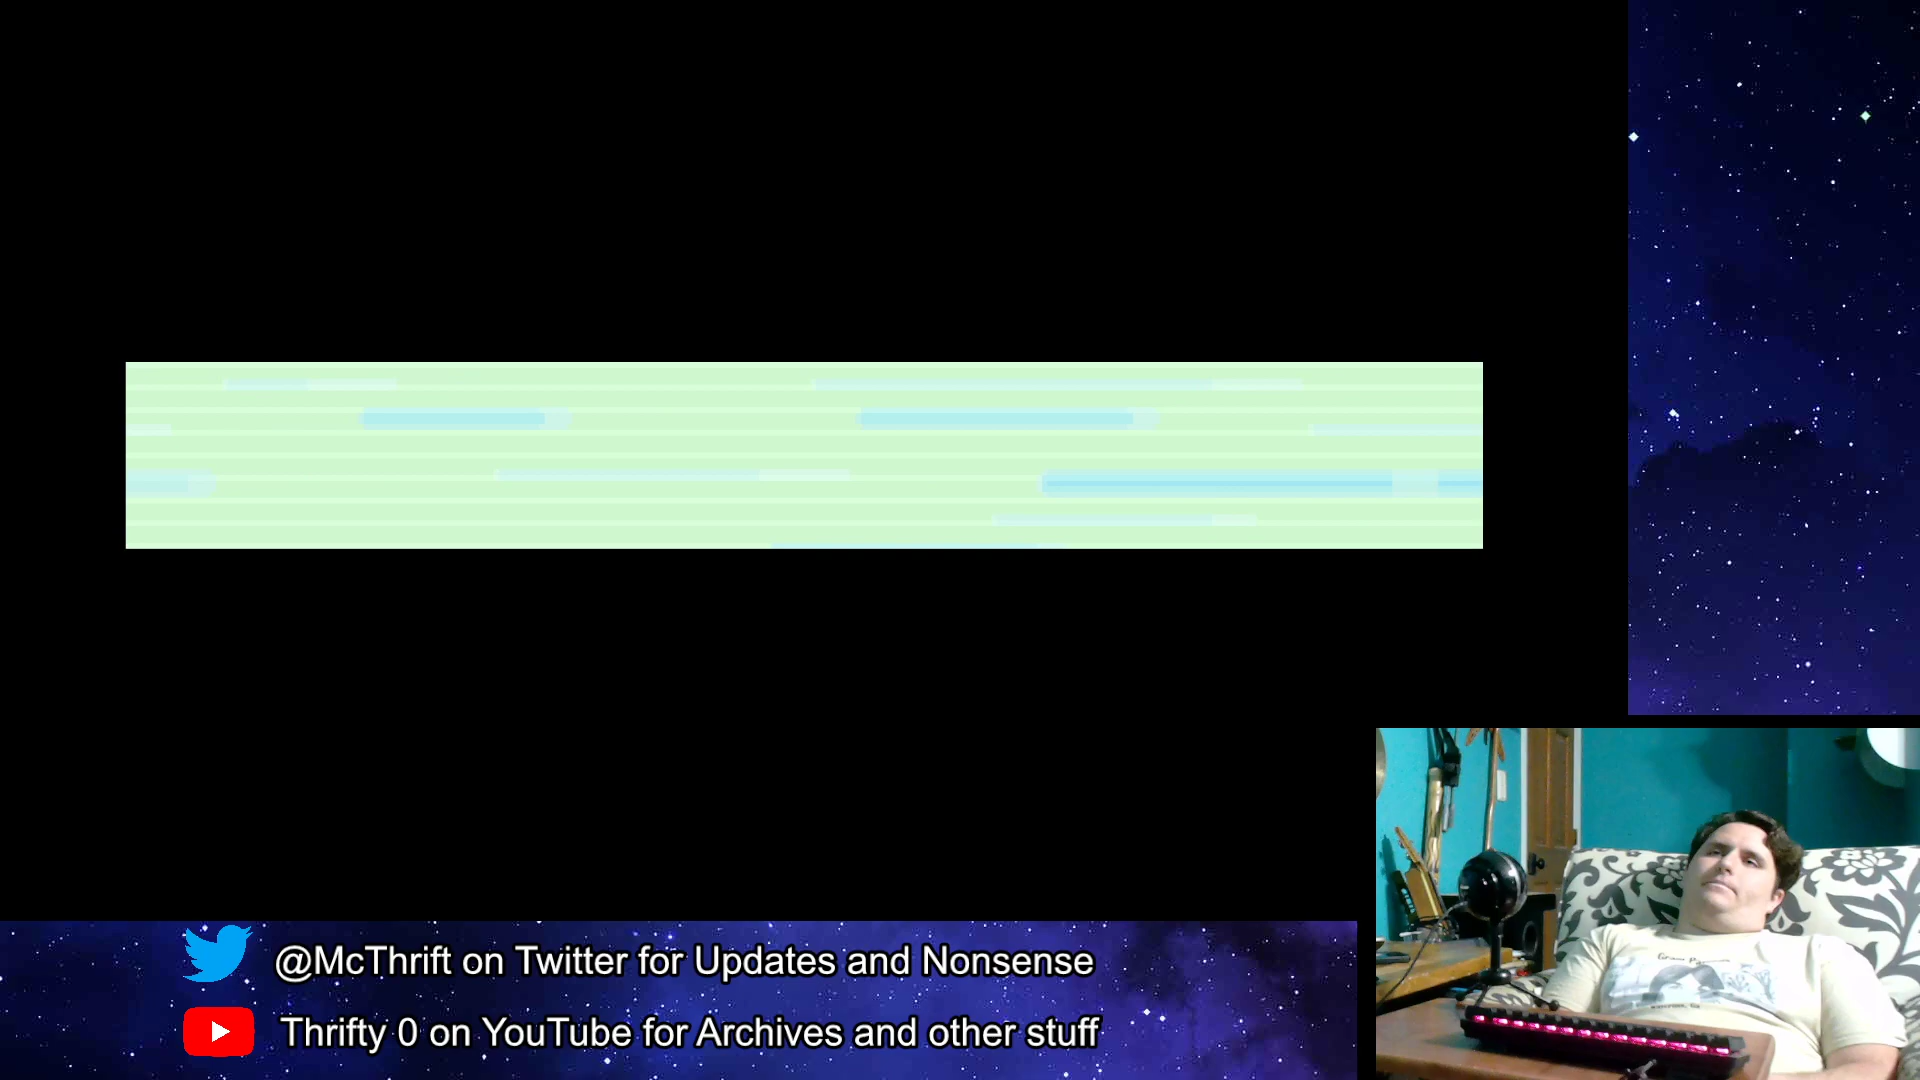 @McThrift on Twitter for Updates and Nonsense
Thrifty 0 on YouTube for Archives and other stuff